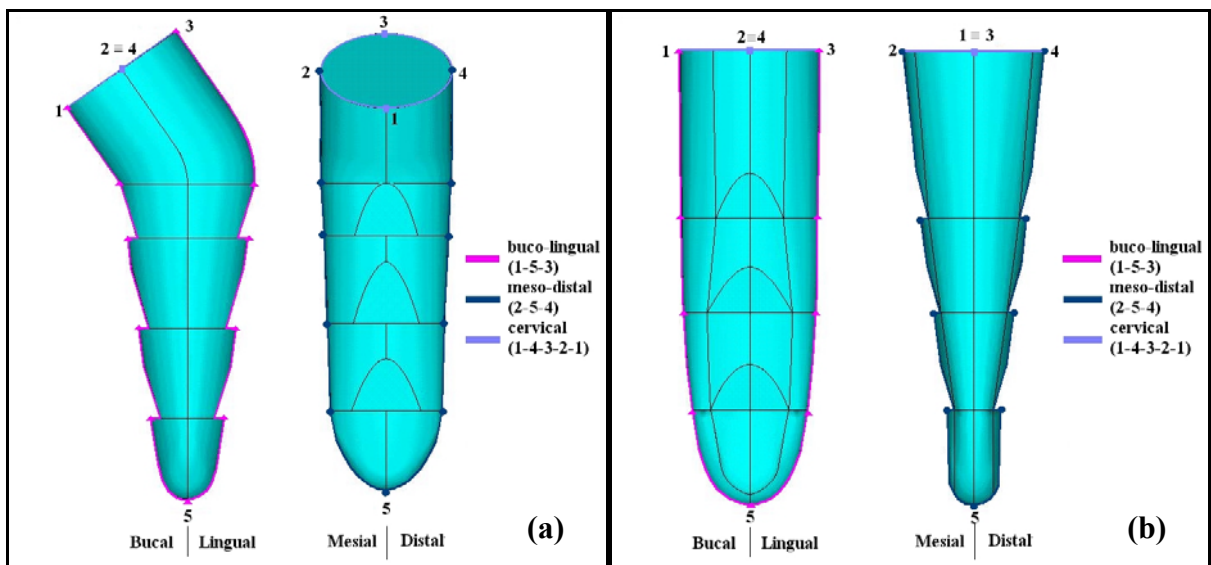 3
2 = 4
1
5
Bucal | Lingual
3
2
4
1
5
Mesial | Distal
buco-lingual
(1-5-3)
meso-distal
(2-5-4)
cervical
(1-4-3-2-1)
(a)
1
2=4
3
5
Bucal | Lingual
2
1 = 3
4
5
Mesial | Distal
buco-lingual
(1-5-3)
meso-distal
(2-5-4)
cervical
(1-4-3-2-1)
(b)